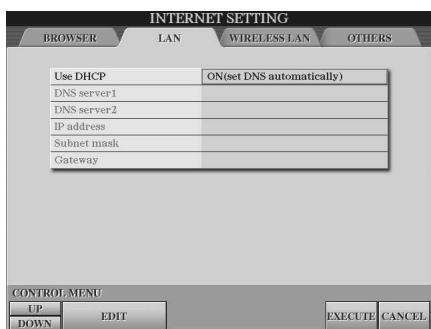 INTERNET SETTING
BROWSER LAN WIRELESS LAN OTHERS
Use DHCP ON(set DNS automatically)
DNS server1
DNS server2
IP address
Subnet mask
Gateway
CONTROL MENU
UP
DOWN EDIT EXECUTE CANCEL